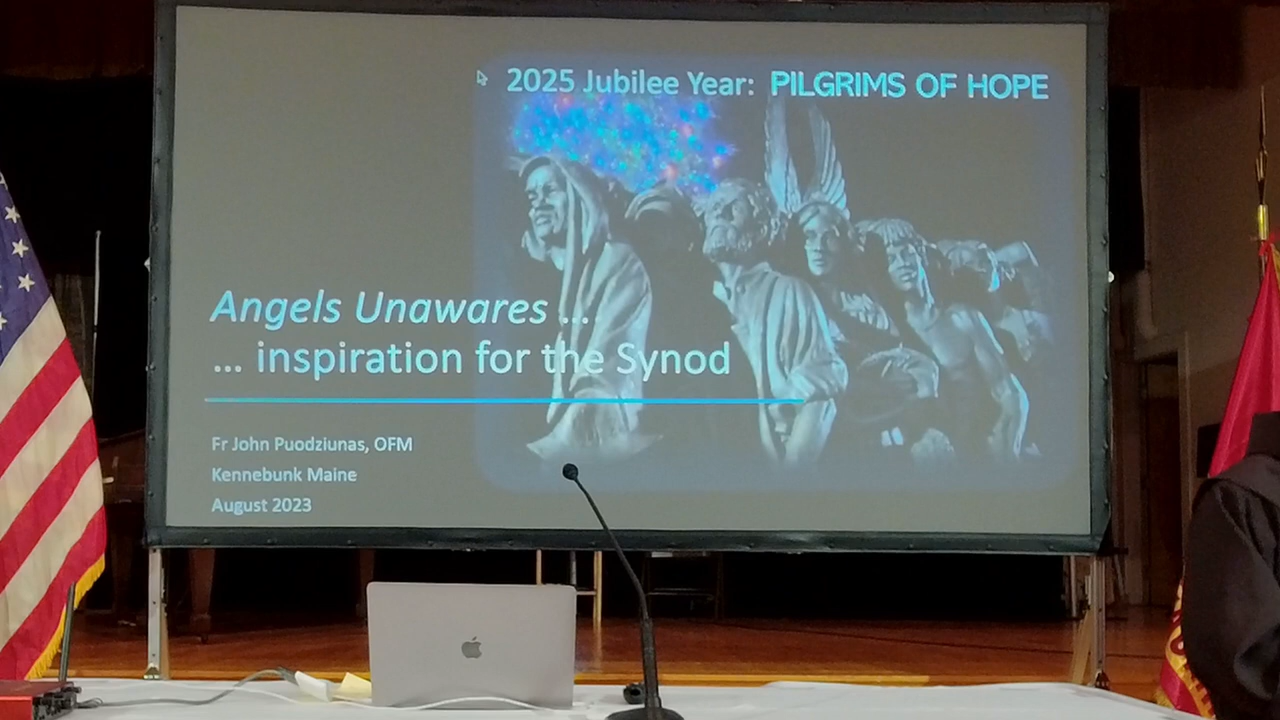 2025 Jubilee Year: PILGRIMS OF HOPE
Angels Unawares ....
... inspiration for the Synod
Fr John Puodziunas, OFM
Kennebunk Maine
August 2023